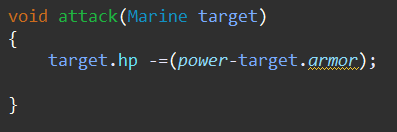 void attack(Marine target)
{
target.hp -=(power-target.armor);
}